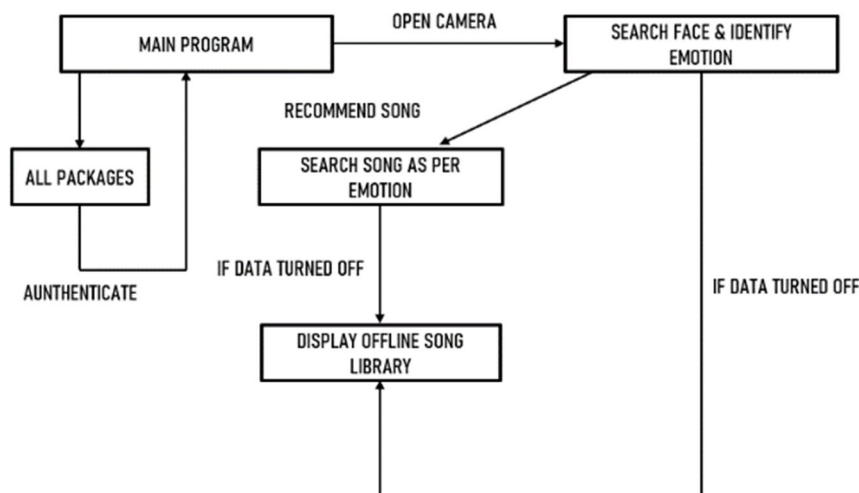 OPEN CAMERA
MAIN PROGRAM
SEARCH FACE & IDENTIFY
EMOTION
RECOMMEND SONG
ALL PACKAGES
SEARCH SONG AS PER
EMOTION
IF DATA TURNED OFF
AUNTHENTICATE
IF DATA TURNED OFF
DISPLAY OFFLINE SONG
LIBRARY